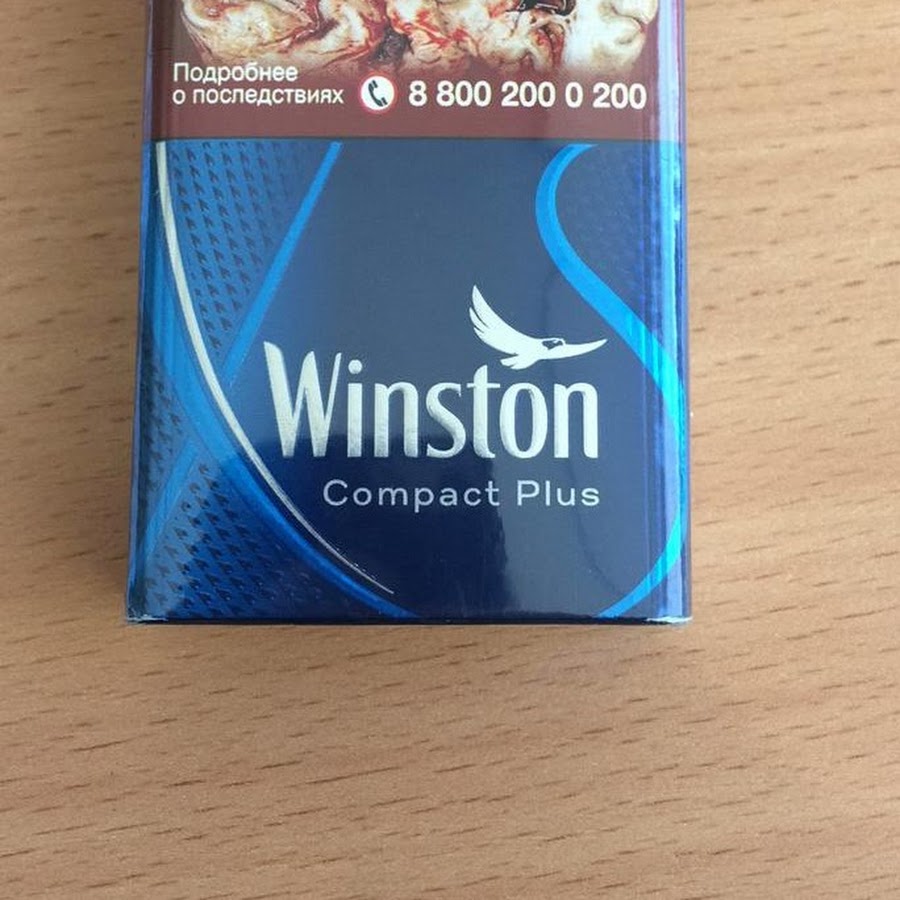 Подробнее
о последствиях 8 800 200 0 200
Winston
Compact Plus